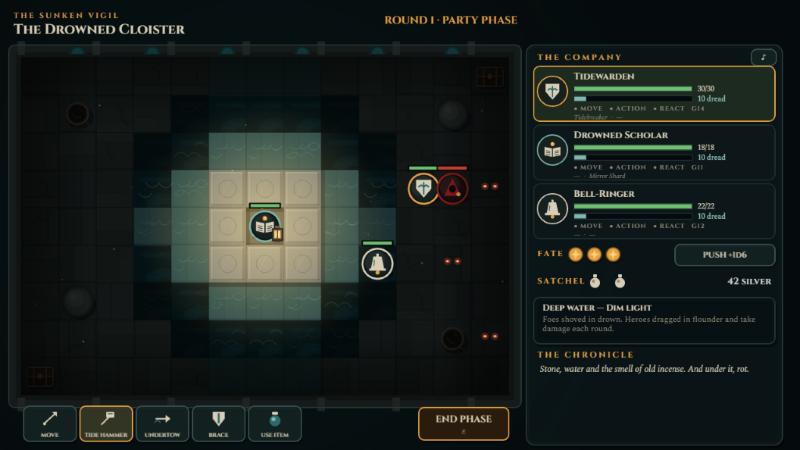 THE SUNKEN VIGIL
THE DROWNED CLOISTER
ROUND 1 · PARTY PHASE
THE COMPANY
TIDEWARDEN
30/30
10 dread
MOVE ACTION REACT G14
Tidebreaker · —
DROWNED SCHOLAR
18/18
10 dread
MOVE ACTION REACT G11
— · Mirror Shard
BELL-RINGER
22/22
10 dread
MOVE ACTION REACT G12
FATE
PUSH +1D6
SATCHEL
42 SILVER
DEEP WATER — DIM LIGHT
Foes shoved in drown. Heroes dragged in flounder and take
damage each round.
THE CHRONICLE
Stone, water and the smell of old incense. And under it, rot.
MOVE
TIDE HAMMER
UNDERTOW
BRACE
USE ITEM
END PHASE